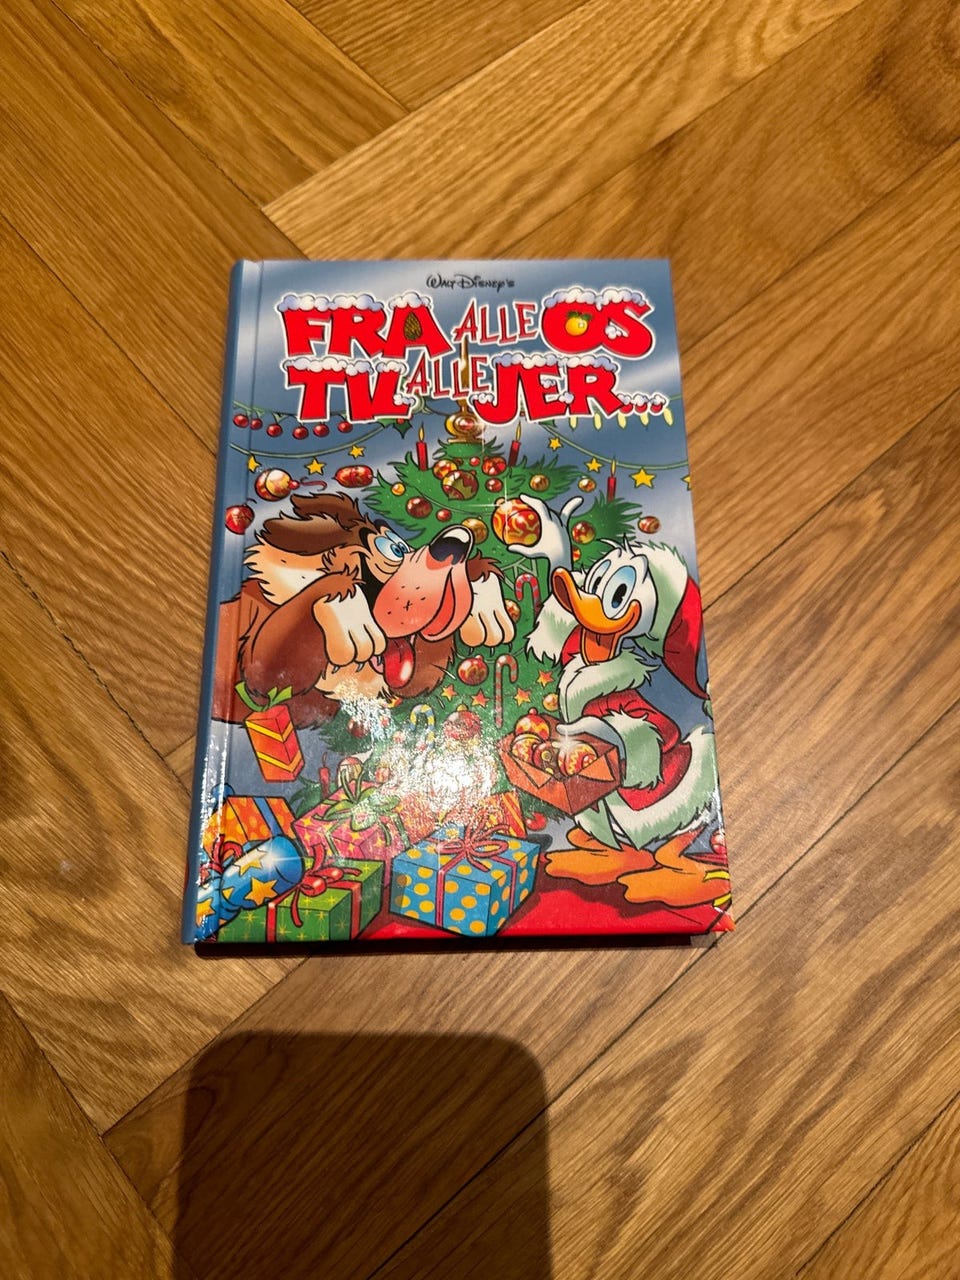 WALT DISNEY'S
FRA ALLE OS
TIL ALLE JER...